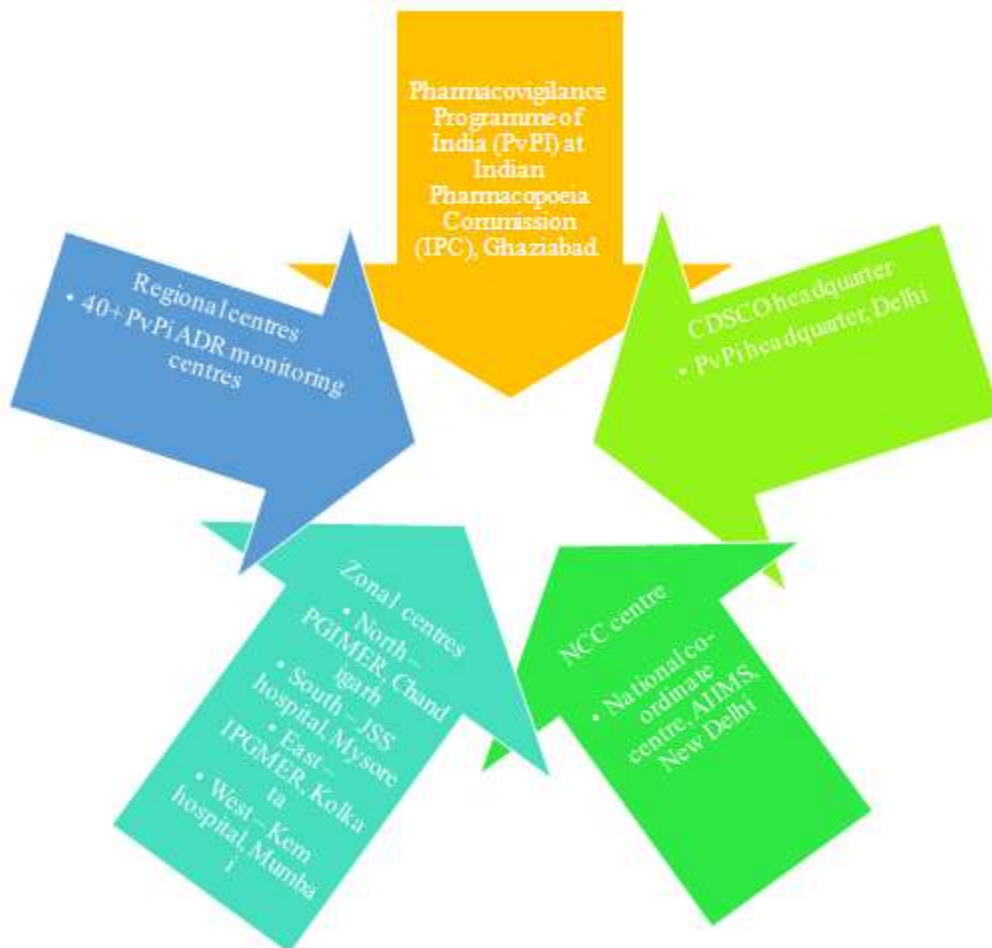 Pharmacovigilance
Programme of
India (PvPI) at
Indian
Pharmacopoeia
Commission
(IPC), Ghaziabad
CDSCO headquarter
• PvPi headquarter, Delhi
NCC centre
• National co-
ordinate
centre, AIIMS,
New Delhi
Zonal centres
• North –
PGIMER, Chand
igarh
• South – JSS
hospital, Mysore
• East –
IPGMER, Kolka
ta
• West – Kem
hospital, Mumba
i
Regional centres
• 40+ PvPi ADR monitoring
centres